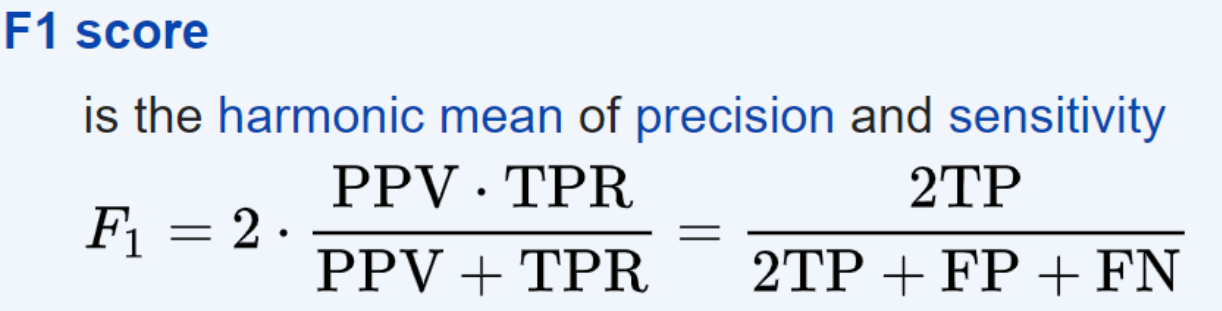 F1 score
is the harmonic mean of precision and sensitivity
F₁ = 2 · (PPV · TPR) / (PPV + TPR) = 2TP / (2TP + FP + FN)